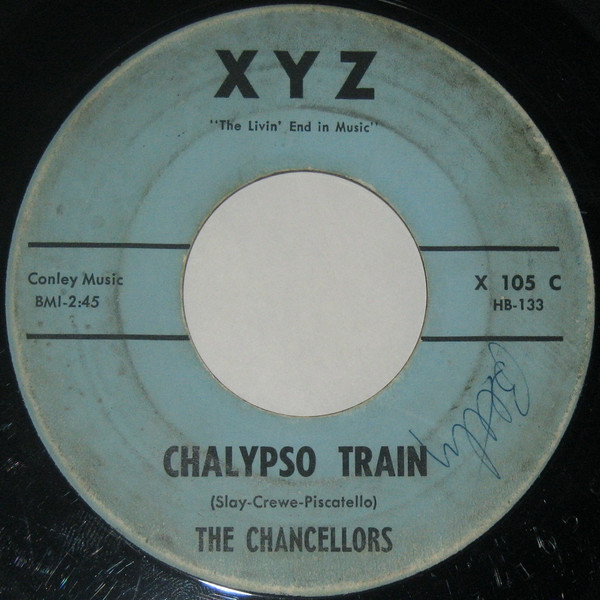 XYZ
"The Livin' End in Music"
Conley Music
BMI-2:45
X 105 C
HB-133
CHALYPSO TRAIN
(Slay-Crewe-Piscatello)
THE CHANCELLORS